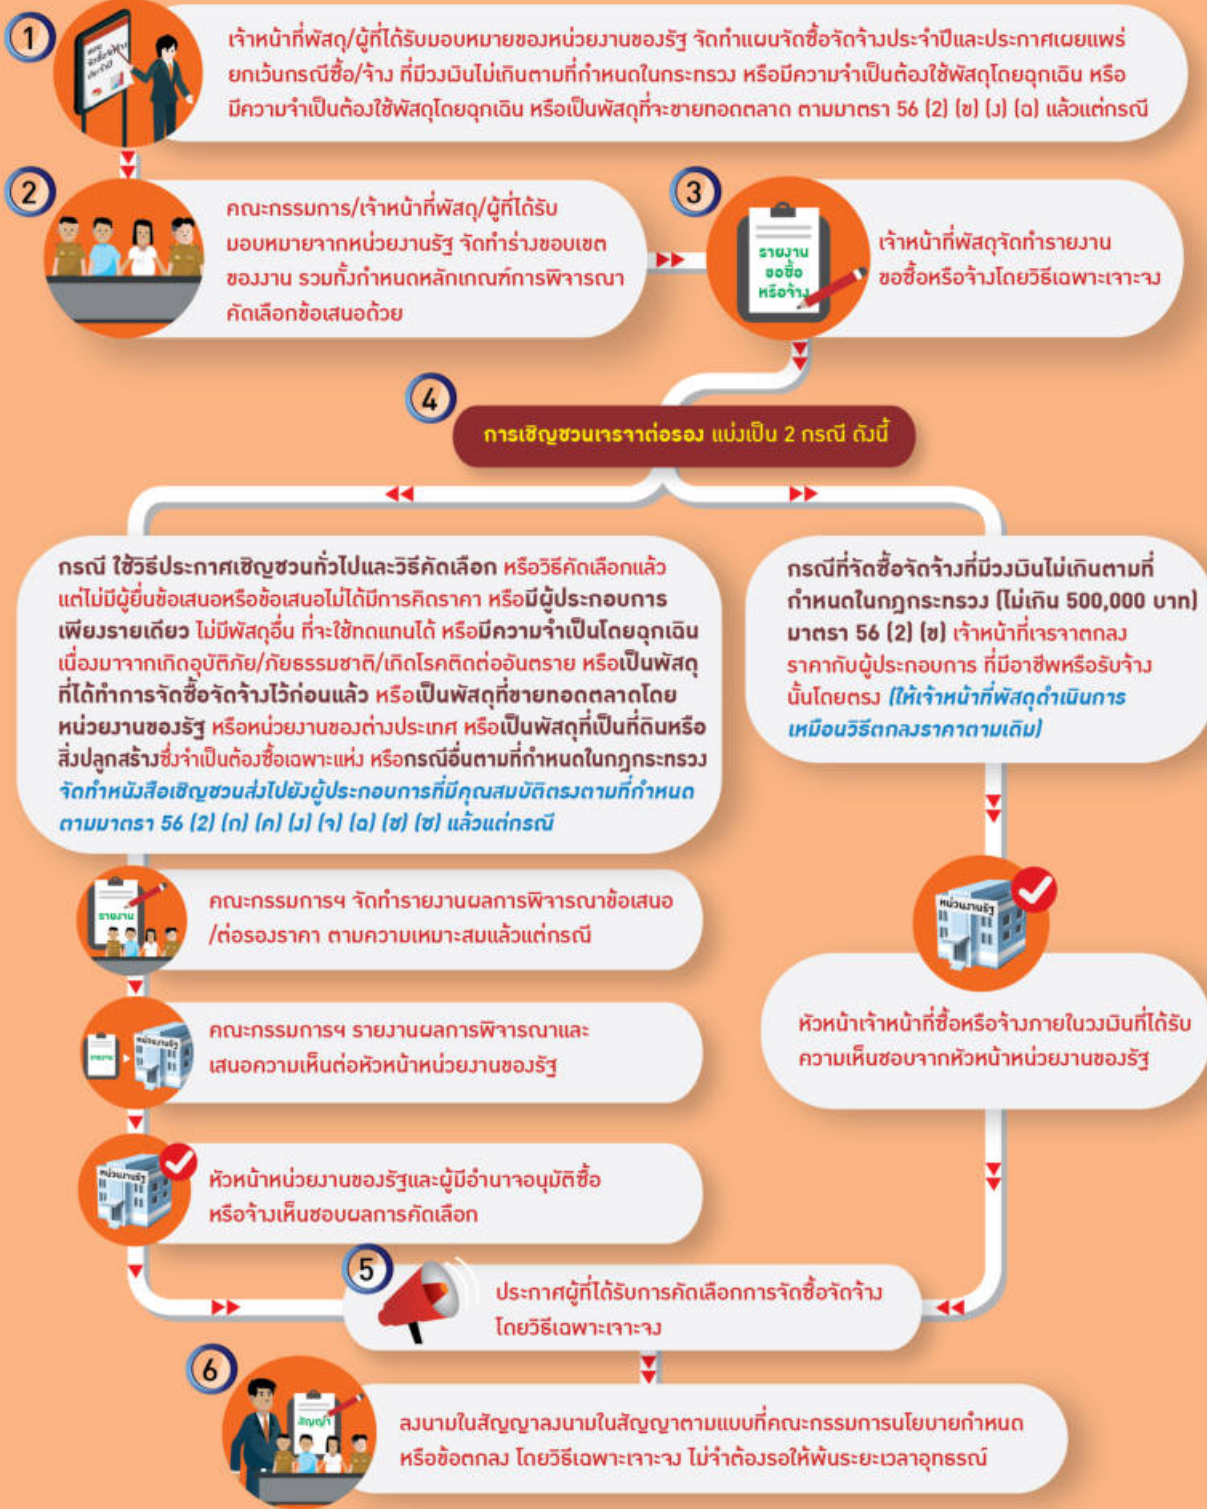 1
เจ้าหน้าที่พัสดุ/ผู้ที่ได้รับมอบหมายของหน่วยงานของรัฐ จัดทำแผนจัดซื้อจัดจ้างประจำปีและประกาศเผยแพร่
ยกเว้นกรณีซื้อ/จ้าง ที่มีวงเงินไม่เกินตามที่กำหนดในกระทรวง หรือมีความจำเป็นต้องใช้พัสดุโดยฉุกเฉิน หรือ
มีความจำเป็นต้องใช้พัสดุโดยฉุกเฉิน หรือเป็นพัสดุที่จะขายทอดตลาด ตามมาตรา 56 (2) (ข) (ง) (ฉ) แล้วแต่กรณี
2
คณะกรรมการ/เจ้าหน้าที่พัสดุ/ผู้ที่ได้รับ
มอบหมายจากหน่วยงานรัฐ จัดทำร่างขอบเขต
ของงาน รวมทั้งกำหนดหลักเกณฑ์การพิจารณา
คัดเลือกข้อเสนอด้วย
3
รายงาน
ขอซื้อ
หรือจ้าง
เจ้าหน้าที่พัสดุจัดทำรายงาน
ขอซื้อหรือจ้างโดยวิธีเฉพาะเจาะจง
4
การเชิญชวนเจรจาต่อรอง แบ่งเป็น 2 กรณี ดังนี้
กรณี ใช้วิธีประกาศเชิญชวนทั่วไปและวิธีคัดเลือก หรือวิธีคัดเลือกแล้ว
แต่ไม่มีผู้ยื่นข้อเสนอหรือข้อเสนอไม่ได้มีการคิดราคา หรือมีผู้ประกอบการ
เพียงรายเดียว ไม่มีพัสดุอื่น ที่จะใช้ทดแทนได้ หรือมีความจำเป็นโดยฉุกเฉิน
เนื่องมาจากเกิดอุบัติภัย/ภัยธรรมชาติ/เกิดโรคติดต่ออันตราย หรือเป็นพัสดุ
ที่ได้ทำการจัดซื้อจัดจ้างไว้ก่อนแล้ว หรือเป็นพัสดุที่ขายทอดตลาดโดย
หน่วยงานของรัฐ หรือหน่วยงานของต่างประเทศ หรือเป็นพัสดุที่เป็นที่ดินหรือ
สิ่งปลูกสร้างซึ่งจำเป็นต้องซื้อเฉพาะแห่ง หรือกรณีอื่นตามที่กำหนดในกฎกระทรวง
จัดทำหนังสือเชิญชวนส่งไปยังผู้ประกอบการที่มีคุณสมบัติตรงตามที่กำหนด
ตามมาตรา 56 (2) (ก) (ค) (ง) (จ) (ฉ) (ช) (ซ) แล้วแต่กรณี
กรณีที่จัดซื้อจัดจ้างที่มีวงเงินไม่เกินตามที่
กำหนดในกฎกระทรวง (ไม่เกิน 500,000 บาท)
มาตรา 56 (2) (ข) เจ้าหน้าที่เจรจาตกลง
ราคากับผู้ประกอบการ ที่มีอาชีพหรือรับจ้าง
นั้นโดยตรง (ให้เจ้าหน้าที่พัสดุดำเนินการ
เหมือนวิธีตกลงราคาตามเดิม)
รายงาน
คณะกรรมการฯ จัดทำรายงานผลการพิจารณาข้อเสนอ
/ต่อรองราคา ตามความเหมาะสมแล้วแต่กรณี
รายงาน
หน่วยงานรัฐ
คณะกรรมการฯ รายงานผลการพิจารณาและ
เสนอความเห็นต่อหัวหน้าหน่วยงานของรัฐ
หน่วยงานรัฐ
หัวหน้าหน่วยงานของรัฐและผู้มีอำนาจอนุมัติซื้อ
หรือจ้างเห็นชอบผลการคัดเลือก
หน่วยงานรัฐ
หัวหน้าเจ้าหน้าที่ซื้อหรือจ้างภายในวงเงินที่ได้รับ
ความเห็นชอบจากหัวหน้าหน่วยงานของรัฐ
5
ประกาศผู้ที่ได้รับการคัดเลือกการจัดซื้อจัดจ้าง
โดยวิธีเฉพาะเจาะจง
6
สัญญา
ลงนามในสัญญาลงนามในสัญญาตามแบบที่คณะกรรมการนโยบายกำหนด
หรือข้อตกลง โดยวิธีเฉพาะเจาะจง ไม่จำต้องรอให้พ้นระยะเวลาอุทธรณ์